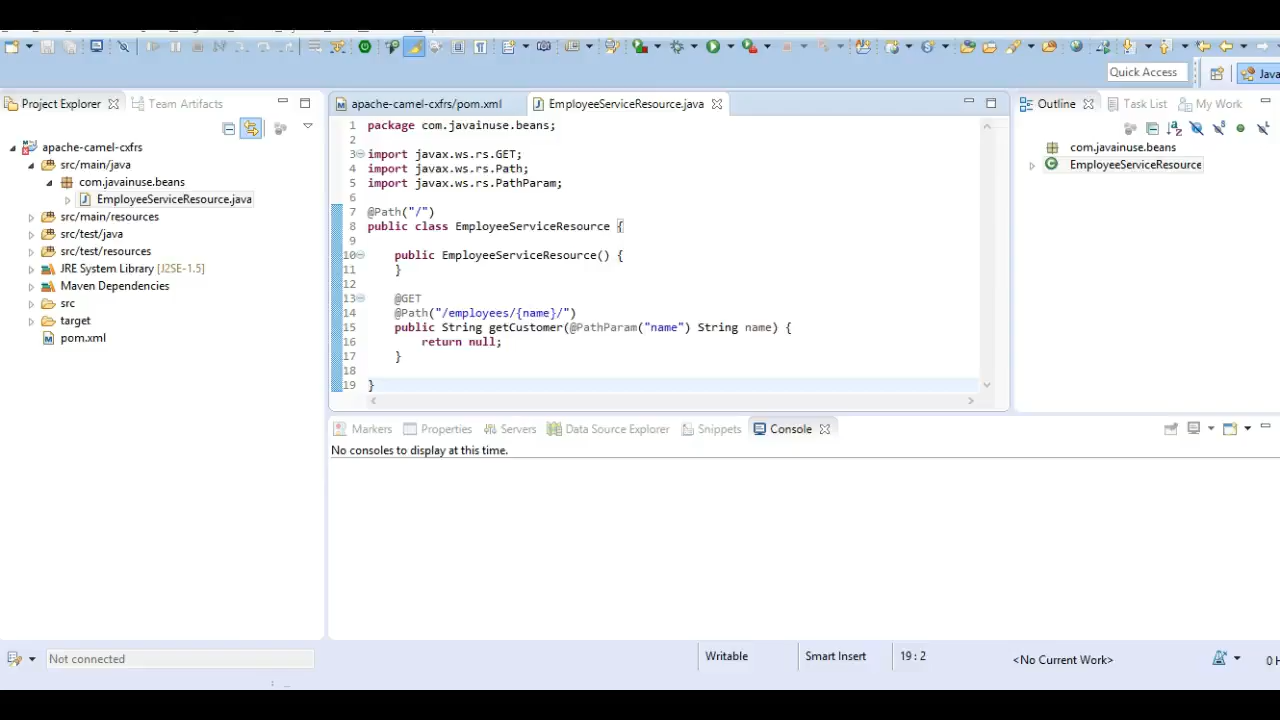 Quick Access
Java
Project Explorer
Team Artifacts
apache-camel-cxfrs/pom.xml
EmployeeServiceResource.java
Outline
Task List
My Work
apache-camel-cxfrs
src/main/java
com.javainuse.beans
EmployeeServiceResource.java
src/main/resources
src/test/java
src/test/resources
JRE System Library [J2SE-1.5]
Maven Dependencies
src
target
pom.xml
1 package com.javainuse.beans;
2
3 import javax.ws.rs.GET;
4 import javax.ws.rs.Path;
5 import javax.ws.rs.PathParam;
6
7 @Path("/")
8 public class EmployeeServiceResource {
9
10 public EmployeeServiceResource() {
11 }
12
13 @GET
14 @Path("/employees/{name}/")
15 public String getCustomer(@PathParam("name") String name) {
16 return null;
17 }
18
19 }
com.javainuse.beans
EmployeeServiceResource
Markers
Properties
Servers
Data Source Explorer
Snippets
Console
No consoles to display at this time.
Not connected
Writable
Smart Insert
19 : 2
<No Current Work>